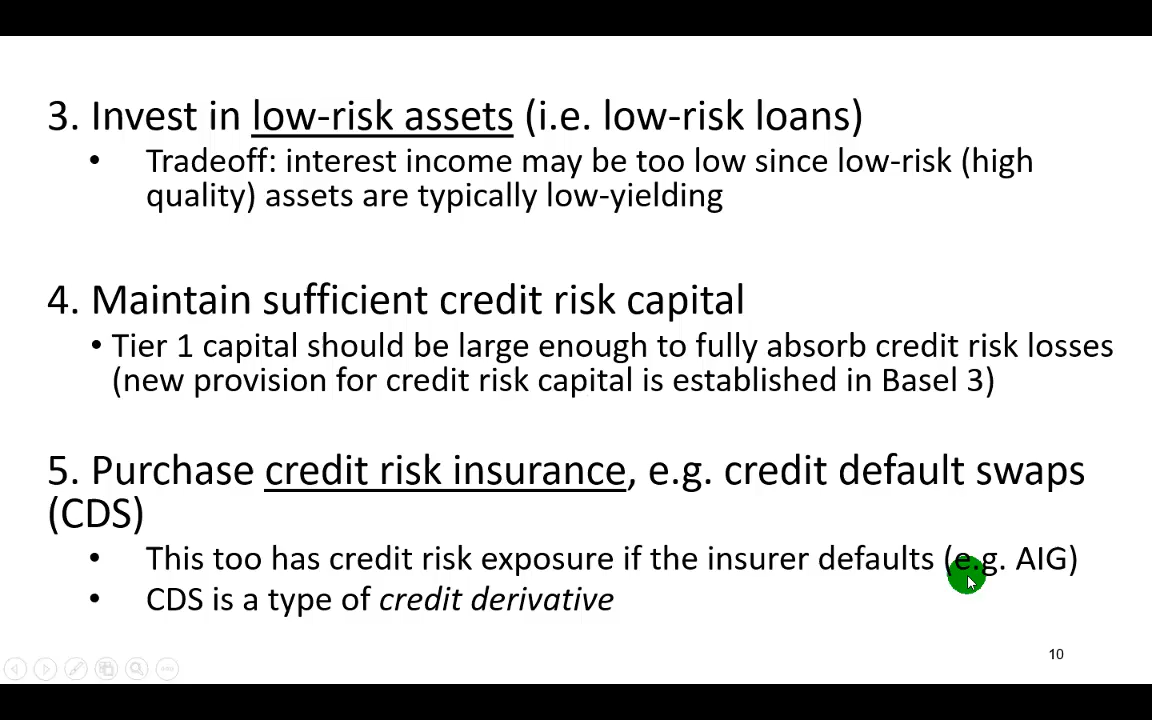 3. Invest in low-risk assets (i.e. low-risk loans)
• Tradeoff: interest income may be too low since low-risk (high
quality) assets are typically low-yielding
4. Maintain sufficient credit risk capital
• Tier 1 capital should be large enough to fully absorb credit risk losses
(new provision for credit risk capital is established in Basel 3)
5. Purchase credit risk insurance, e.g. credit default swaps
(CDS)
• This too has credit risk exposure if the insurer defaults (e.g. AIG)
• CDS is a type of credit derivative
10